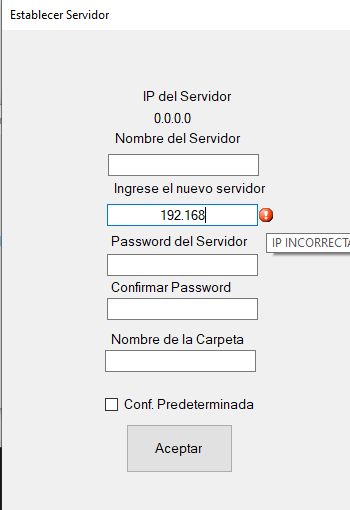 Establecer Servidor
IP del Servidor
0.0.0.0
Nombre del Servidor
Ingrese el nuevo servidor
192.168
Password del Servidor
IP INCORRECTA
Confirmar Password
Nombre de la Carpeta
Conf. Predeterminada
Aceptar